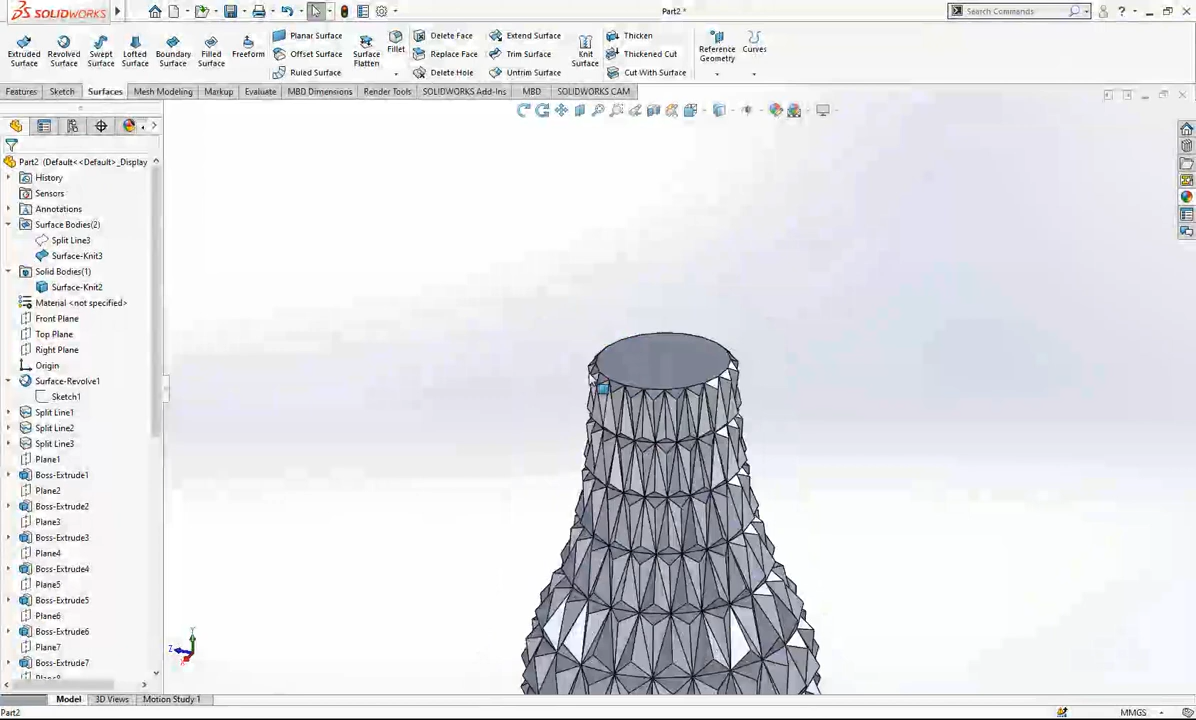 SOLIDWORKS
Part2 *
Search Commands
Extruded Surface
Revolved Surface
Swept Surface
Lofted Surface
Boundary Surface
Filled Surface
Freeform
Planar Surface
Offset Surface
Ruled Surface
Surface Flatten
Fillet
Delete Face
Replace Face
Delete Hole
Extend Surface
Trim Surface
Untrim Surface
Knit Surface
Thicken
Thickened Cut
Cut With Surface
Reference Geometry
Curves
Features
Sketch
Surfaces
Mesh Modeling
Markup
Evaluate
MBD Dimensions
Render Tools
SOLIDWORKS Add-Ins
MBD
SOLIDWORKS CAM
Part2 (Default<<Default>_Display
History
Sensors
Annotations
Surface Bodies(2)
Split Line3
Surface-Knit3
Solid Bodies(1)
Surface-Knit2
Material <not specified>
Front Plane
Top Plane
Right Plane
Origin
Surface-Revolve1
Sketch1
Split Line1
Split Line2
Split Line3
Plane1
Boss-Extrude1
Plane2
Boss-Extrude2
Plane3
Boss-Extrude3
Plane4
Boss-Extrude4
Plane5
Boss-Extrude5
Plane6
Boss-Extrude6
Plane7
Boss-Extrude7
Z
Model
3D Views
Motion Study 1
Part2
MMGS